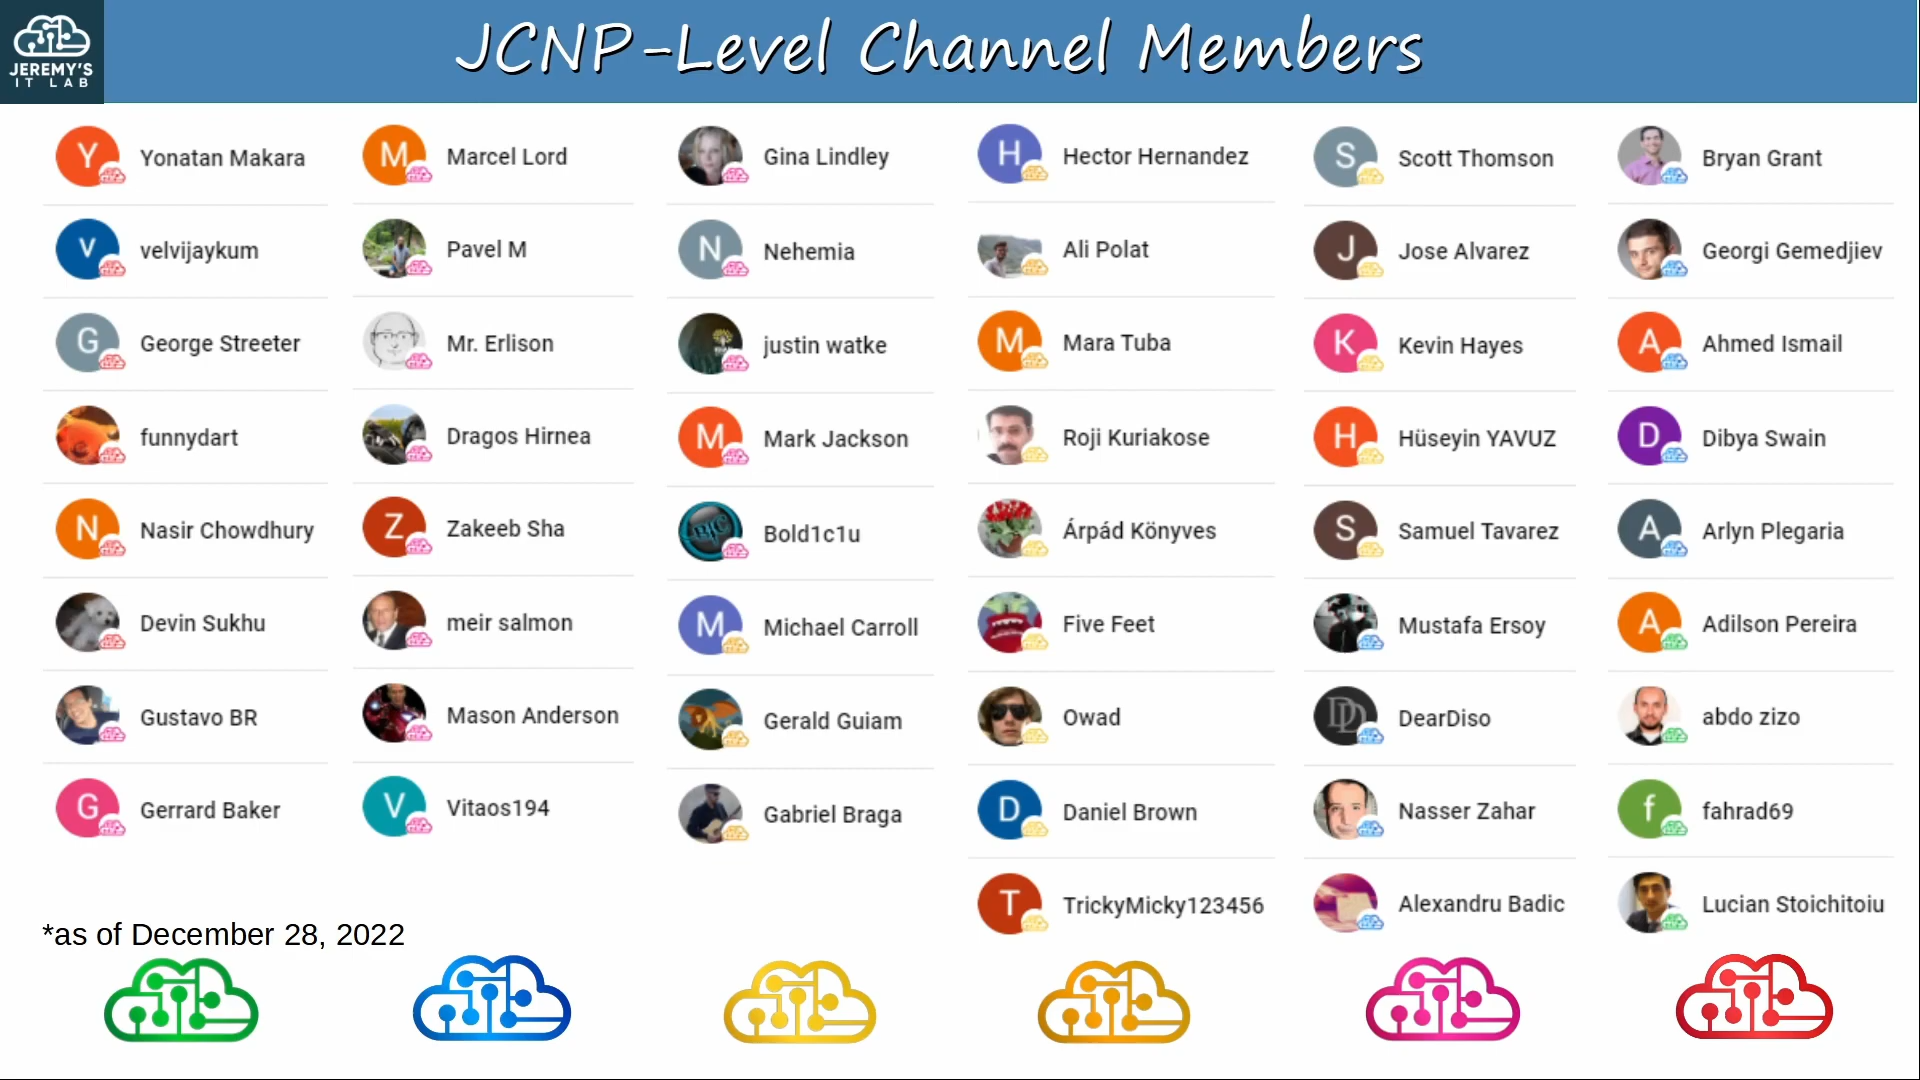 JEREMY'S
IT LAB
JCNP-Level Channel Members
Y Yonatan Makara
v velvijaykum
G George Streeter
funnydart
N Nasir Chowdhury
Devin Sukhu
Gustavo BR
G Gerrard Baker
M Marcel Lord
Pavel M
Mr. Erlison
Dragos Hirnea
Z Zakeeb Sha
meir salmon
Mason Anderson
V Vitaos194
Gina Lindley
N Nehemia
justin watke
M Mark Jackson
Bold1c1u
M Michael Carroll
Gerald Guiam
Gabriel Braga
H Hector Hernandez
Ali Polat
M Mara Tuba
Roji Kuriakose
Árpád Könyves
Five Feet
Owad
D Daniel Brown
T TrickyMicky123456
S Scott Thomson
J Jose Alvarez
K Kevin Hayes
H Hüseyin YAVUZ
S Samuel Tavarez
Mustafa Ersoy
DD DearDiso
Nasser Zahar
Alexandru Badic
Bryan Grant
Georgi Gemedjiev
A Ahmed Ismail
D Dibya Swain
A Arlyn Plegaria
A Adilson Pereira
abdo zizo
f fahrad69
Lucian Stoichitoiu
*as of December 28, 2022